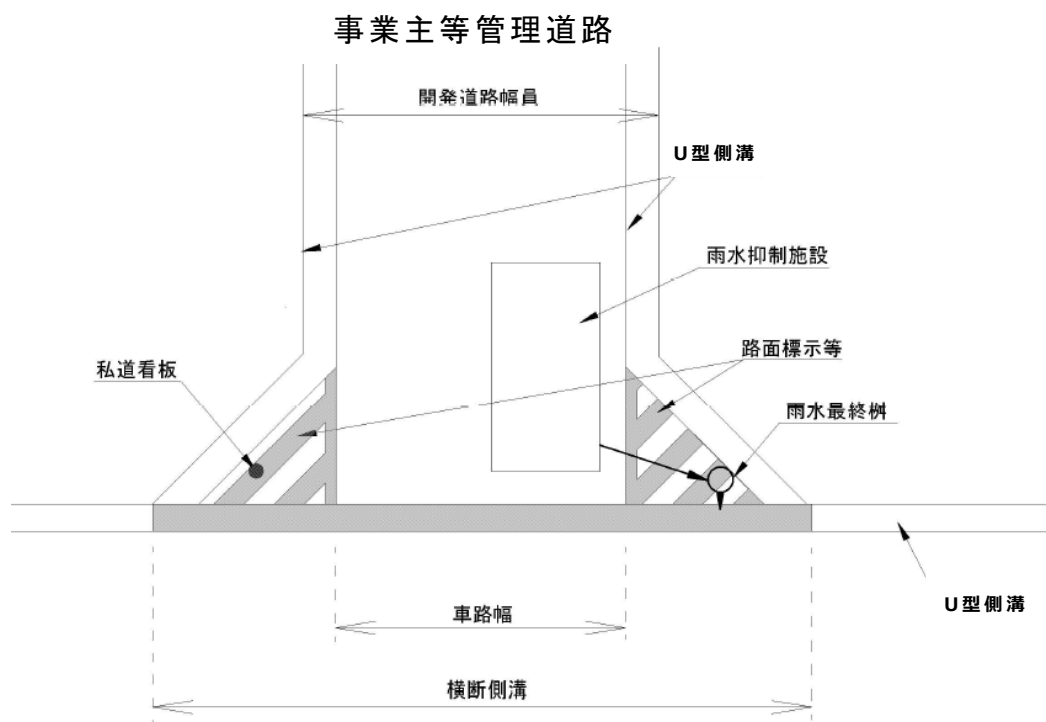 事業主等管理道路
開発道路幅員
U型側溝
雨水抑制施設
路面標示等
私道看板
雨水最終桝
U型側溝
車路幅
横断側溝